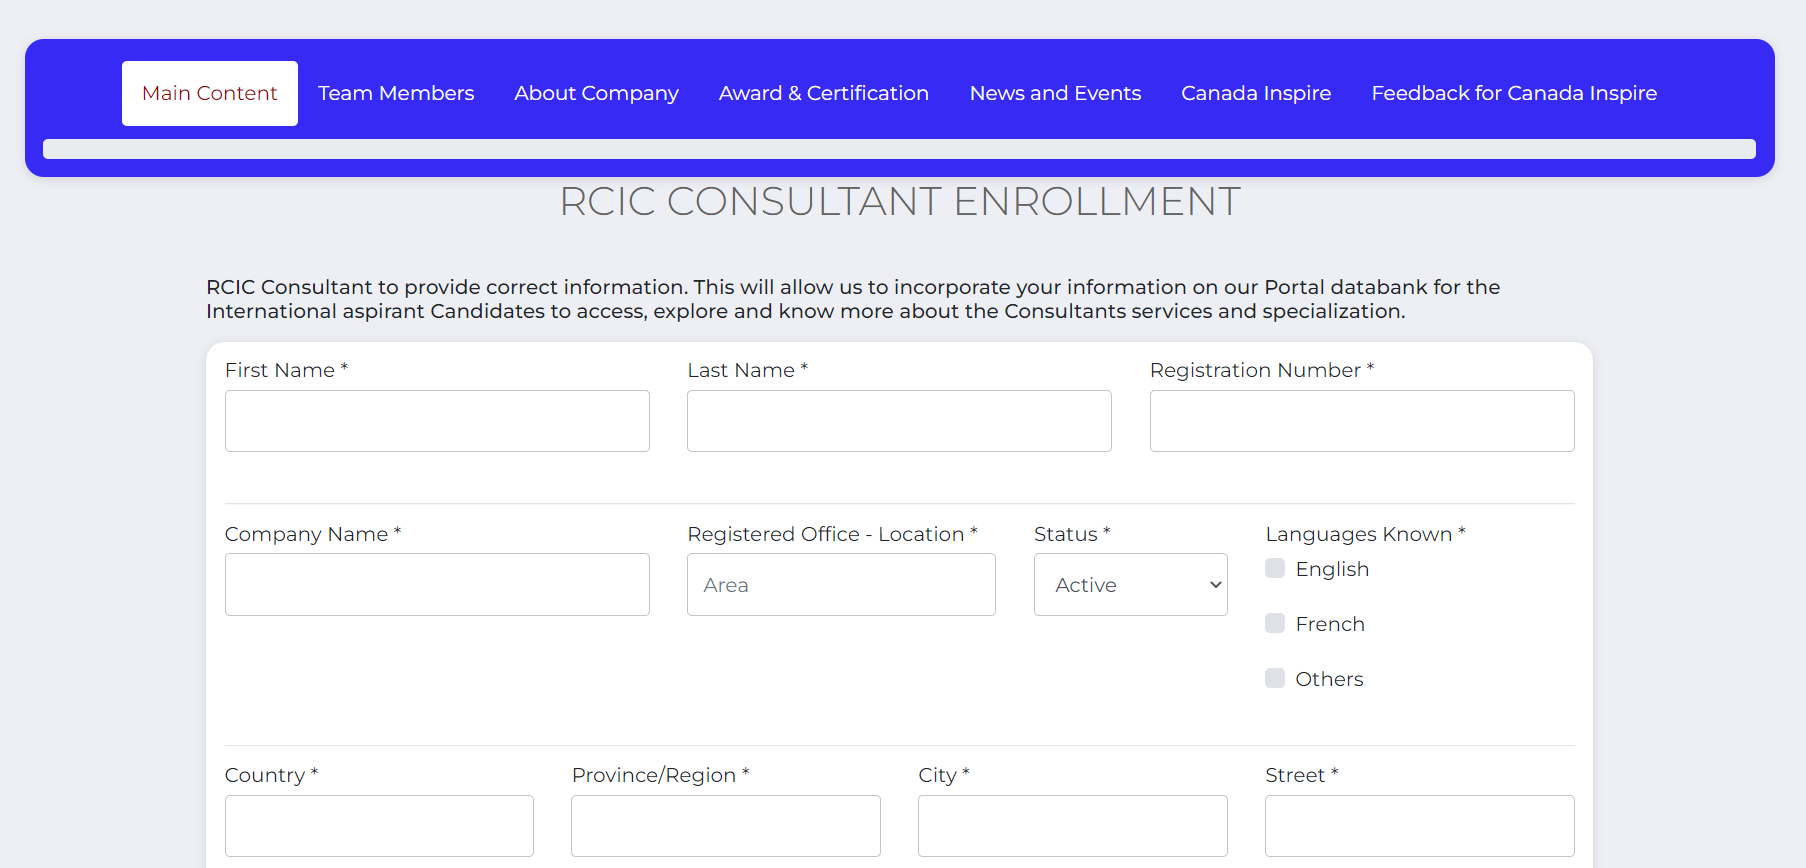 Main Content Team Members About Company Award & Certification News and Events Canada Inspire Feedback for Canada Inspire
RCIC CONSULTANT ENROLLMENT
RCIC Consultant to provide correct information. This will allow us to incorporate your information on our Portal databank for the
International aspirant Candidates to access, explore and know more about the Consultants services and specialization.
First Name * Last Name * Registration Number *
Company Name * Registered Office - Location * Status * Languages Known *
Area Active English
French
Others
Country * Province/Region * City * Street *